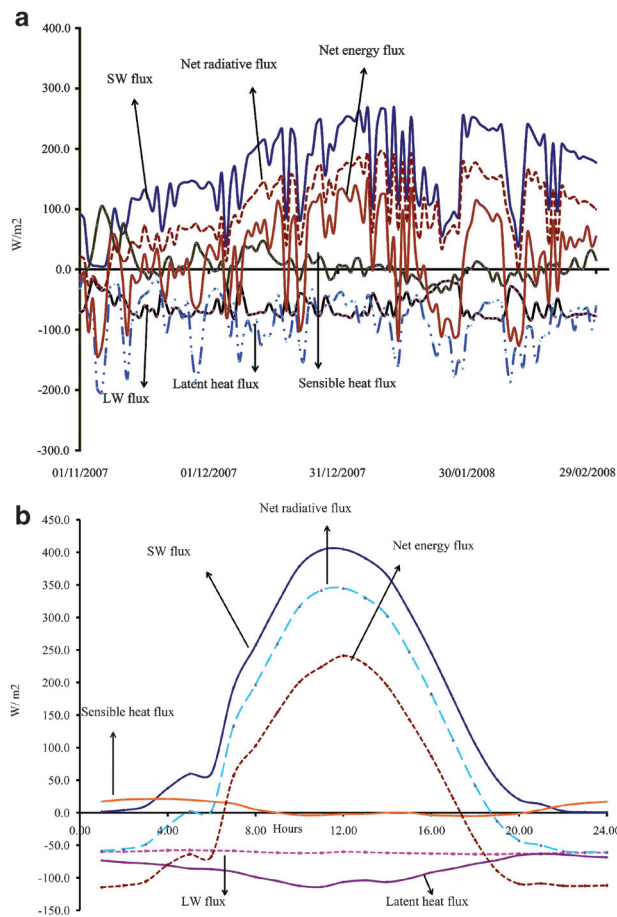 a
400.0
Net energy flux
Net radiative flux
SW flux
300.0
200.0
100.0
W/m2
0.0
-100.0
Latent heat flux
Sensible heat flux
LW flux
-200.0
-300.0
01/11/2007 01/12/2007 31/12/2007 30/01/2008 29/02/2008
b
450.0
Net radiative flux
Net energy flux
SW flux
400.0
350.0
300.0
250.0
200.0
W/ m2
Sensible heat flux
150.0
100.0
50.0
0.0
0.00 4.00 8.00 12.00 16.00 20.00 24.00
Hours
-50.0
-100.0
LW flux
Latent heat flux
-150.0